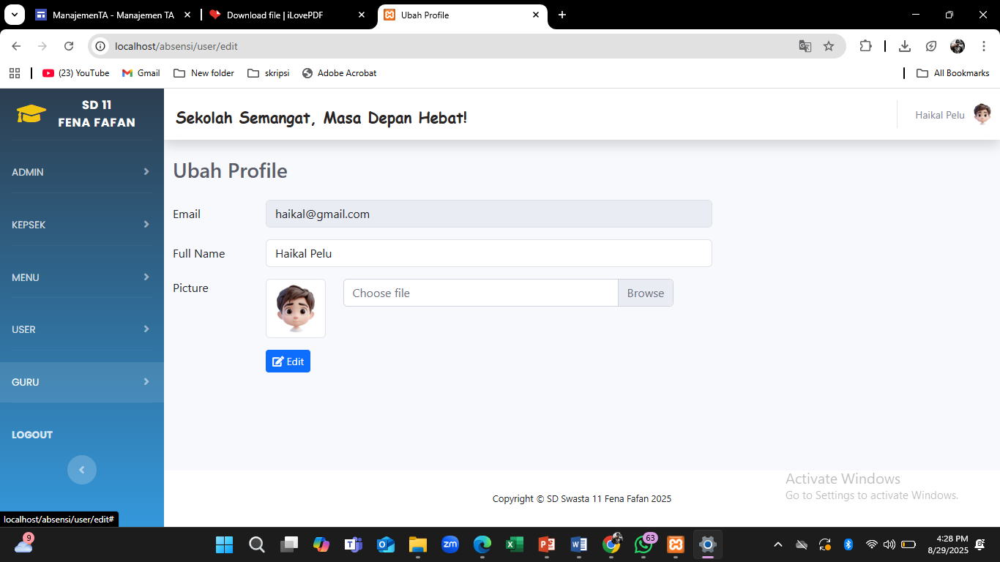 ManajemenTA - Manajemen TA
Download file | iLovePDF
Ubah Profile
localhost/absensi/user/edit
(23) YouTube
Gmail
New folder
skripsi
Adobe Acrobat
All Bookmarks
SD 11
FENA FAFAN
Sekolah Semangat, Masa Depan Hebat!
Haikal Pelu
ADMIN
KEPSEK
MENU
USER
GURU
LOGOUT
Ubah Profile
Email
haikal@gmail.com
Full Name
Haikal Pelu
Picture
Choose file
Browse
Edit
Activate Windows
Go to Settings to activate Windows.
Copyright © SD Swasta 11 Fena Fafan 2025
localhost/absensi/user/edit#
9
zm
63
4:28 PM
8/29/2025